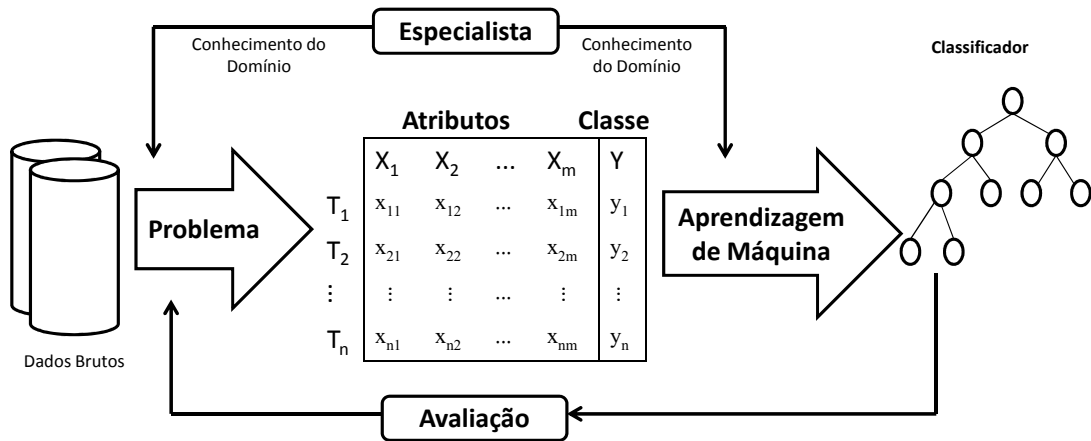 Especialista
Conhecimento do
Domínio
Conhecimento
do Domínio
Classificador
Atributos Classe
X1 X2 ... Xm Y
T1 x11 x12 ... x1m y1
T2 x21 x22 ... x2m y2
⋮ ⋮ ⋮ ... ⋮ ⋮
Tn xn1 xn2 ... xnm yn
Problema
Aprendizagem
de Máquina
Dados Brutos
Avaliação